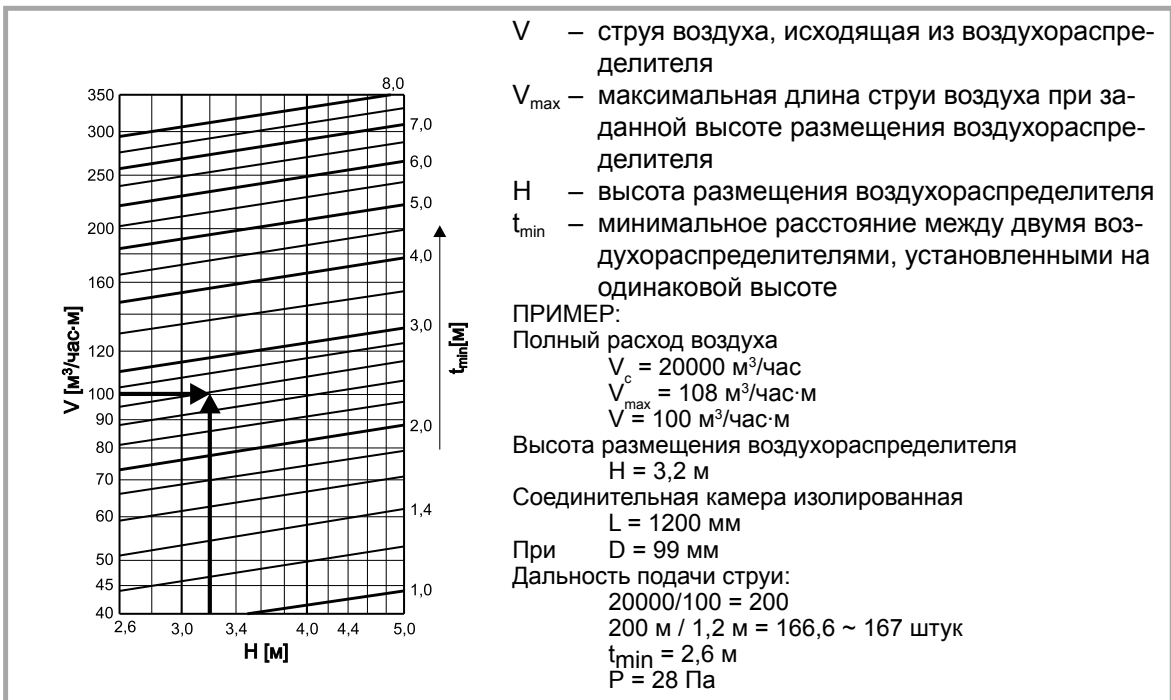 8,0
350
300
7,0
250
6,0
5,0
200
4,0
160
3,0
120
100
90
2,0
80
70
60
1,4
50
45
1,0
40
2,6 3,0 3,4 4,0 4,4 5,0
H [м]
V [м³/час·м]
t_min[м]
V – струя воздуха, исходящая из воздухораспре-
делителя
V_max – максимальная длина струи воздуха при за-
данной высоте размещения воздухораспре-
делителя
H – высота размещения воздухораспределителя
t_min – минимальное расстояние между двумя воз-
духораспределителями, установленными на
одинаковой высоте
ПРИМЕР:
Полный расход воздуха
V_c = 20000 м³/час
V_max = 108 м³/час·м
V = 100 м³/час·м
Высота размещения воздухораспределителя
H = 3,2 м
Соединительная камера изолированная
L = 1200 мм
При D = 99 мм
Дальность подачи струи:
20000/100 = 200
200 м / 1,2 м = 166,6 ~ 167 штук
t_min = 2,6 м
P = 28 Па